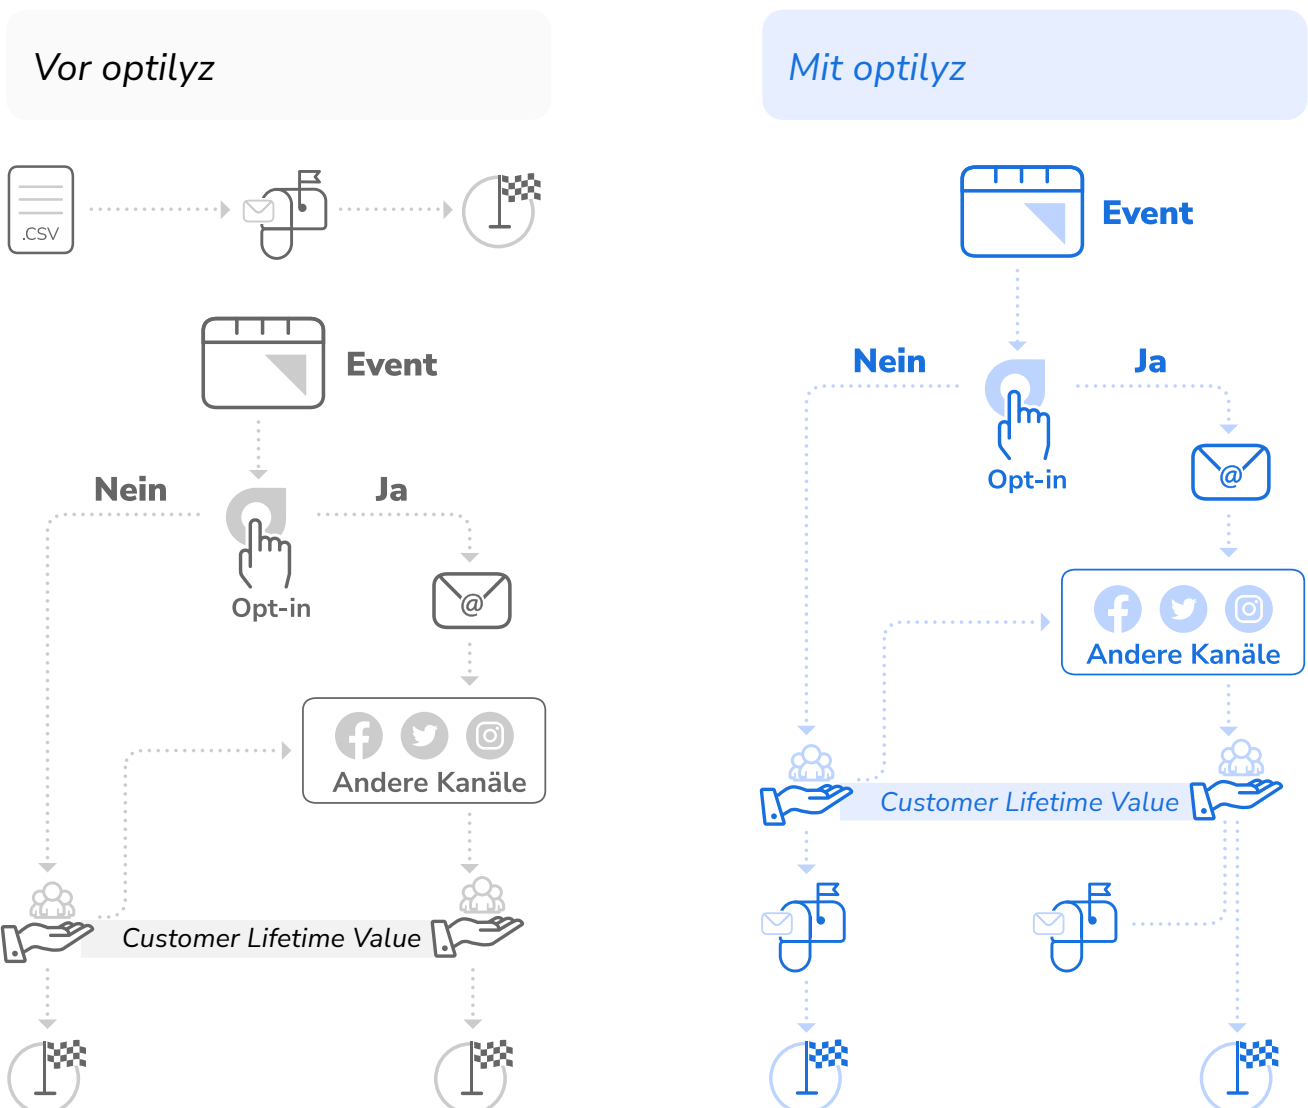 Vor optilyz
.CSV
Event
Nein
Ja
Opt-in
@
Andere Kanäle
Customer Lifetime Value
Mit optilyz
Event
Nein
Ja
Opt-in
@
Andere Kanäle
Customer Lifetime Value